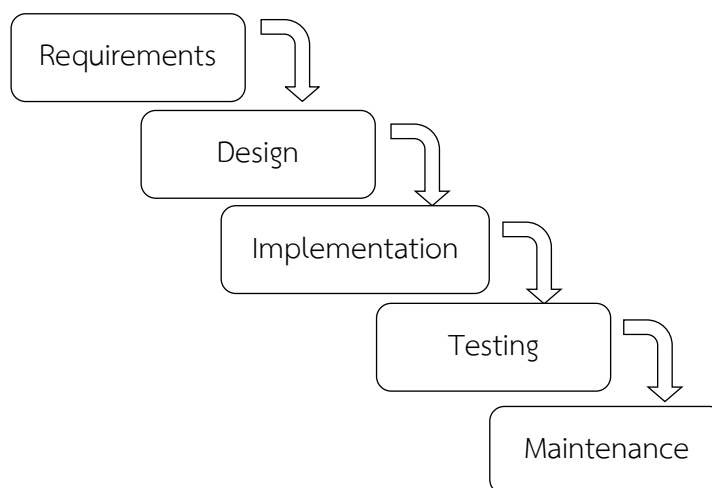 Requirements
Design
Implementation
Testing
Maintenance